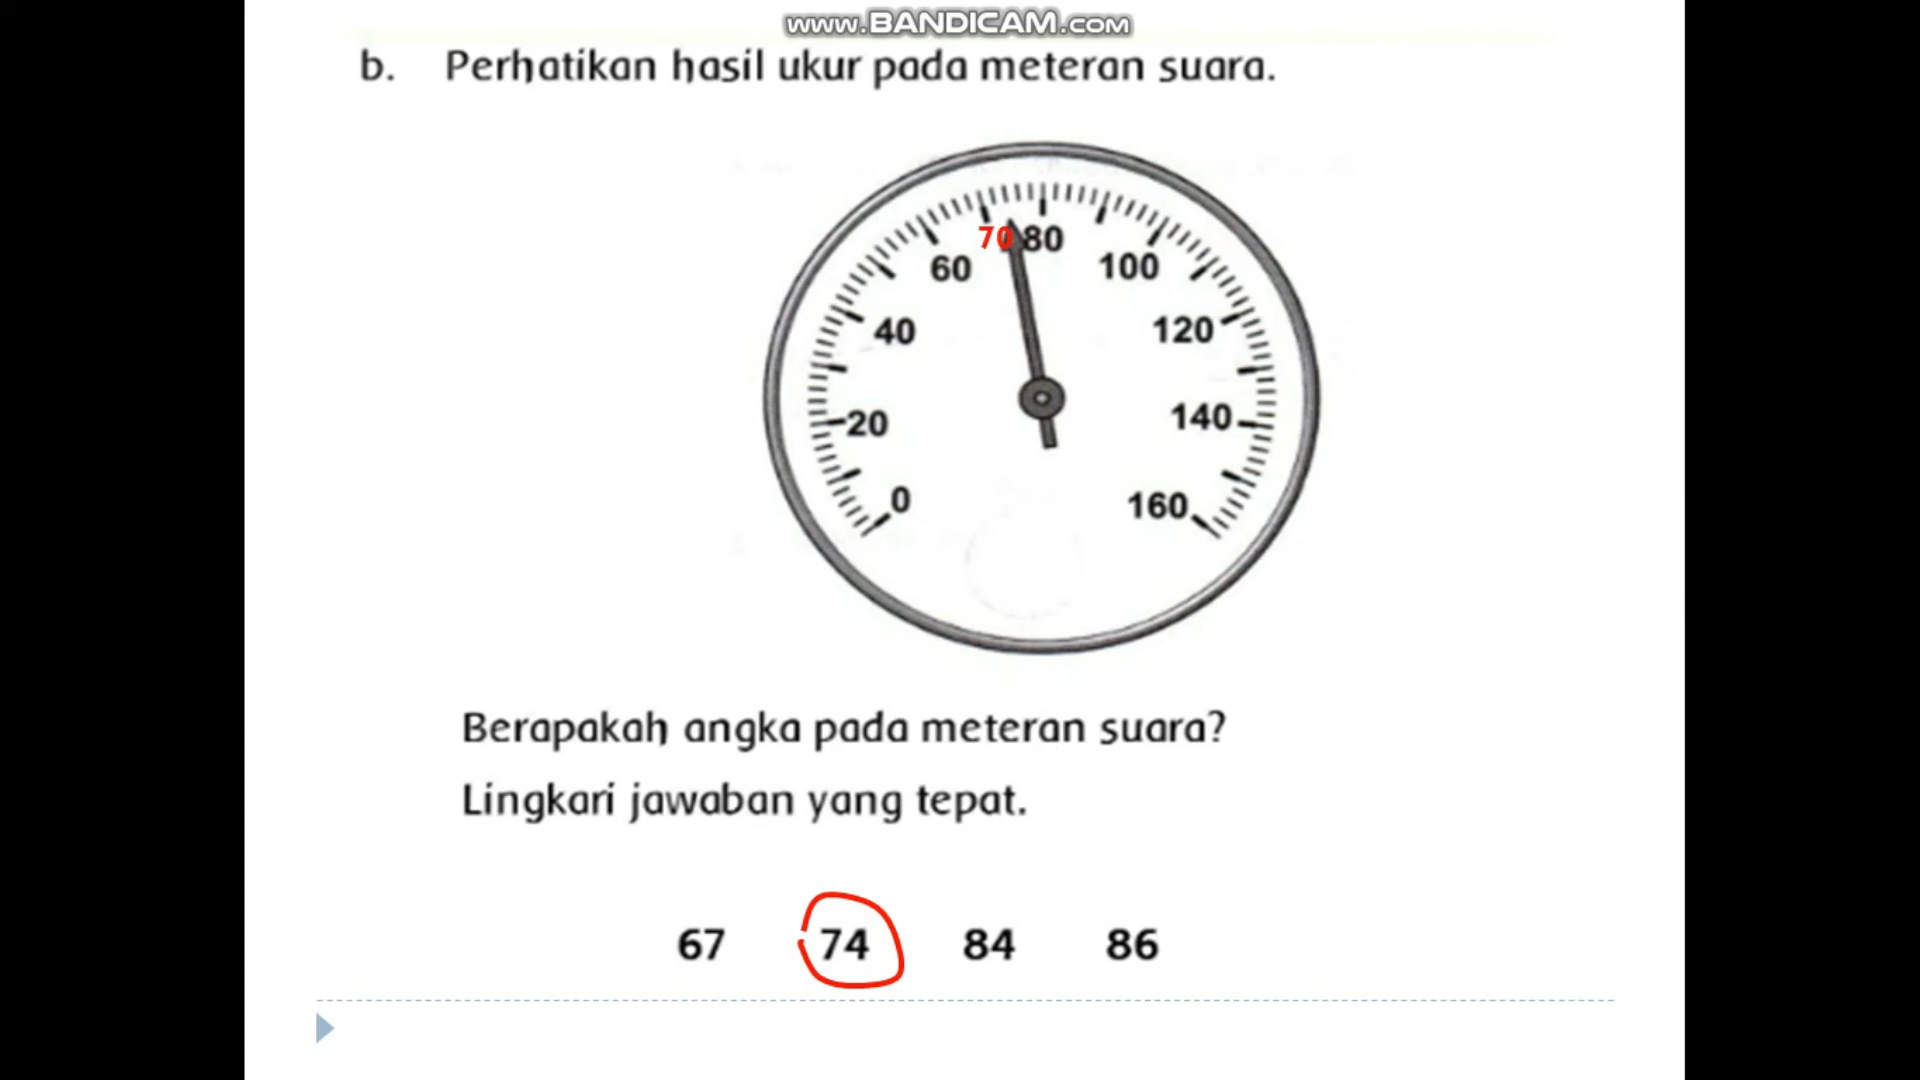 www.BANDICAM.com
b. Perhatikan hasil ukur pada meteran suara.
70 80
60 100
40 120
20 140
0 160
Berapakah angka pada meteran suara?
Lingkari jawaban yang tepat.
67 74 84 86